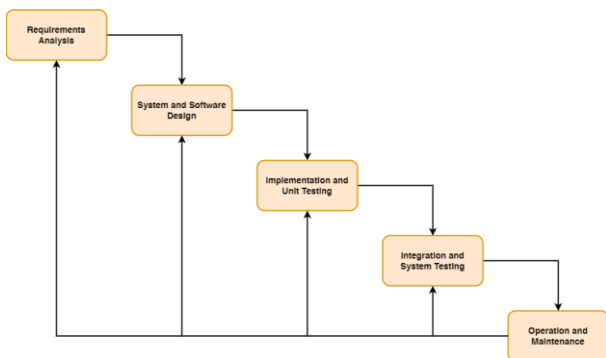 Requirements
Analysis
System and Software
Design
Implementation and
Unit Testing
Integration and
System Testing
Operation and
Maintenance